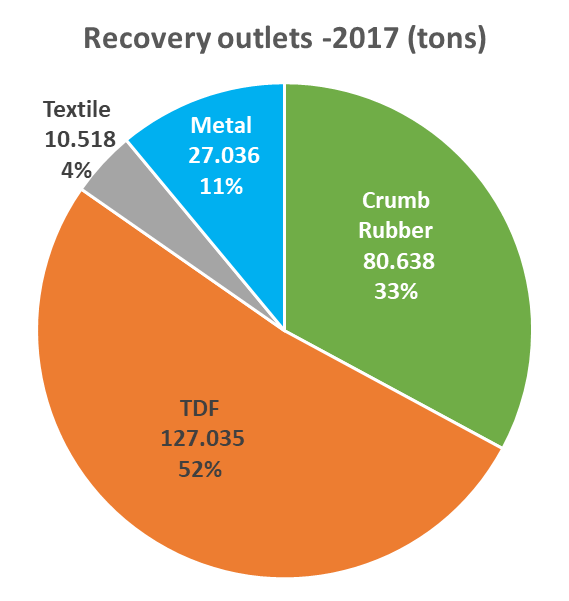 Recovery outlets -2017 (tons)
Textile
10.518
4%
Metal
27.036
11%
Crumb
Rubber
80.638
33%
TDF
127.035
52%